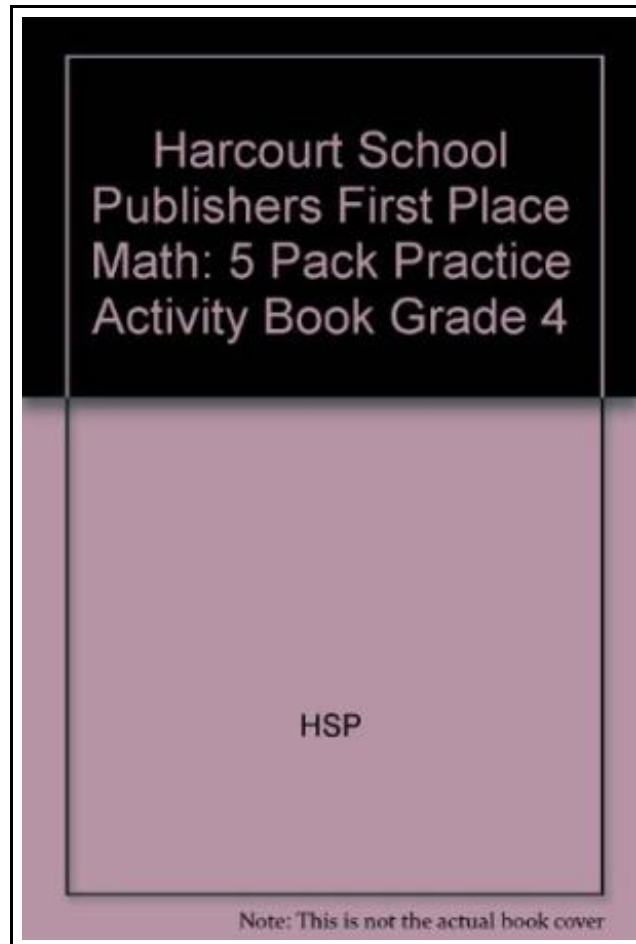 Harcourt School
Publishers First Place
Math: 5 Pack Practice
Activity Book Grade 4
HSP
Note: This is not the actual book cover